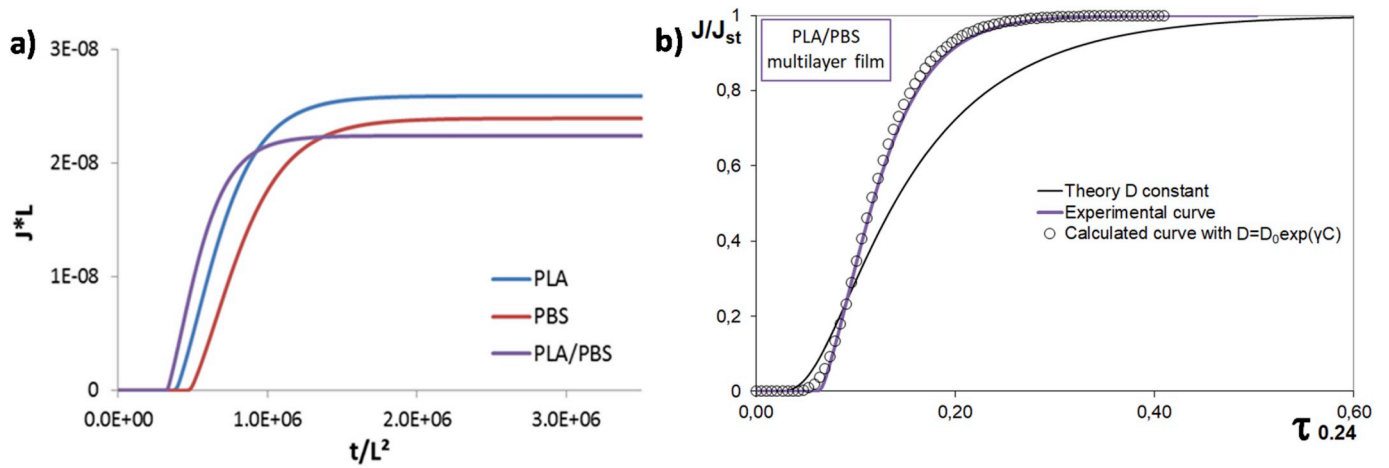 a)
3E-08
2E-08
1E-08
0
J*L
PLA
PBS
PLA/PBS
0.0E+00
1.0E+06
2.0E+06
3.0E+06
t/L²
b)
J/Jst
1
0,8
0,6
0,4
0,2
0
PLA/PBS
multilayer film
Theory D constant
Experimental curve
Calculated curve with D=D₀exp(γC)
0,00
0,20
0,40
0,60
τ 0.24